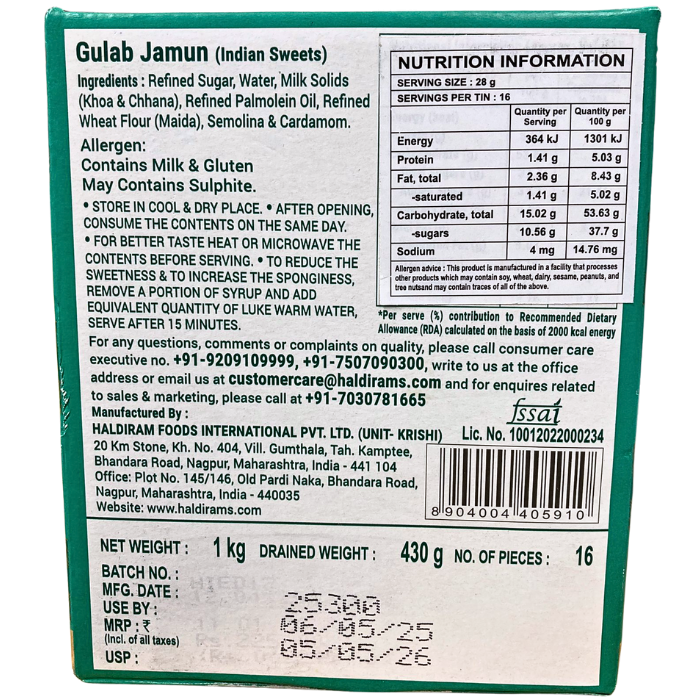 Gulab Jamun (Indian Sweets)
Ingredients : Refined Sugar, Water, Milk Solids
(Khoa & Chhana), Refined Palmolein Oil, Refined
Wheat Flour (Maida), Semolina & Cardamom.
Allergen:
Contains Milk & Gluten
May Contains Sulphite.
• STORE IN COOL & DRY PLACE. • AFTER OPENING,
CONSUME THE CONTENTS ON THE SAME DAY.
• FOR BETTER TASTE HEAT OR MICROWAVE THE
CONTENTS BEFORE SERVING. • TO REDUCE THE
SWEETNESS & TO INCREASE THE SPONGINESS,
REMOVE A PORTION OF SYRUP AND ADD
EQUIVALENT QUANTITY OF LUKE WARM WATER,
SERVE AFTER 15 MINUTES.
NUTRITION INFORMATION
SERVING SIZE : 28 g
SERVINGS PER TIN : 16
Quantity per Serving Quantity per 100 g
Energy 364 kJ 1301 kJ
Protein 1.41 g 5.03 g
Fat, total 2.36 g 8.43 g
-saturated 1.41 g 5.02 g
Carbohydrate, total 15.02 g 53.63 g
-sugars 10.56 g 37.7 g
Sodium 4 mg 14.76 mg
Allergen advice : This product is manufactured in a facility that processes
other products which may contain soy, wheat, dairy, sesame, peanuts, and
tree nutsand may contain traces of all of the above.
*Per serve (%) contribution to Recommended Dietary
Allowance (RDA) calculated on the basis of 2000 kcal energy
For any questions, comments or complaints on quality, please call consumer care
executive no. +91-9209109999, +91-7507090300, write to us at the office
address or email us at customercare@haldirams.com and for enquires related
to sales & marketing, please call at +91-7030781665
Manufactured By :
HALDIRAM FOODS INTERNATIONAL PVT. LTD. (UNIT- KRISHI)
20 Km Stone, Kh. No. 404, Vill. Gumthala, Tah. Kamptee,
Bhandara Road, Nagpur, Maharashtra, India - 441 104
Office: Plot No. 145/146, Old Pardi Naka, Bhandara Road,
Nagpur, Maharashtra, India - 440035
Website: www.haldirams.com
fssai
Lic. No. 10012022000234
8 904004 405910
NET WEIGHT : 1 kg DRAINED WEIGHT : 430 g NO. OF PIECES : 16
BATCH NO. :
MFG. DATE :
USE BY :
MRP : ₹
(Incl. of all taxes)
USP :
25300
06/05/25
05/05/26